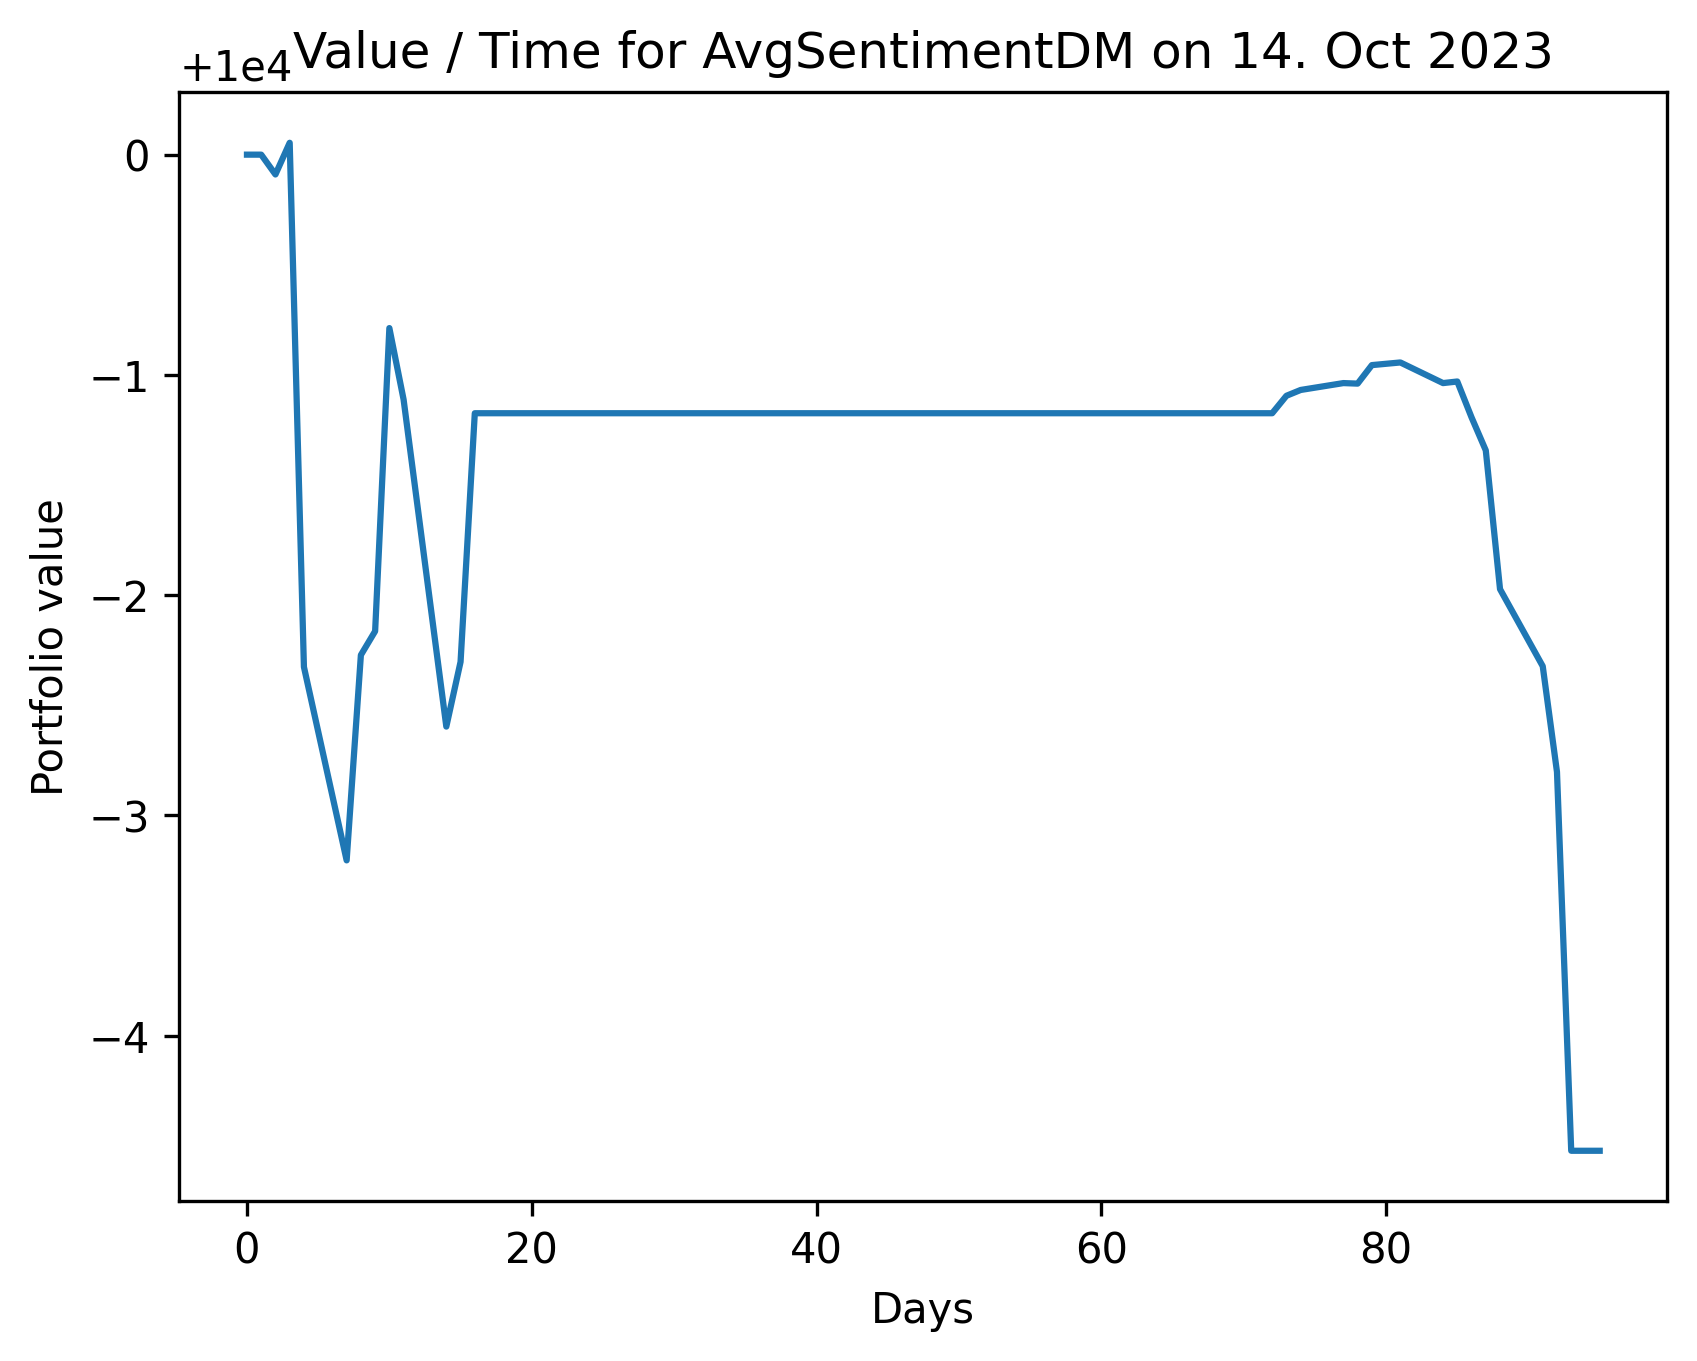 Value / Time for AvgSentimentDM on 14. Oct 2023
+1e4
0
−1
−2
−3
−4
Portfolio value
0 20 40 60 80
Days